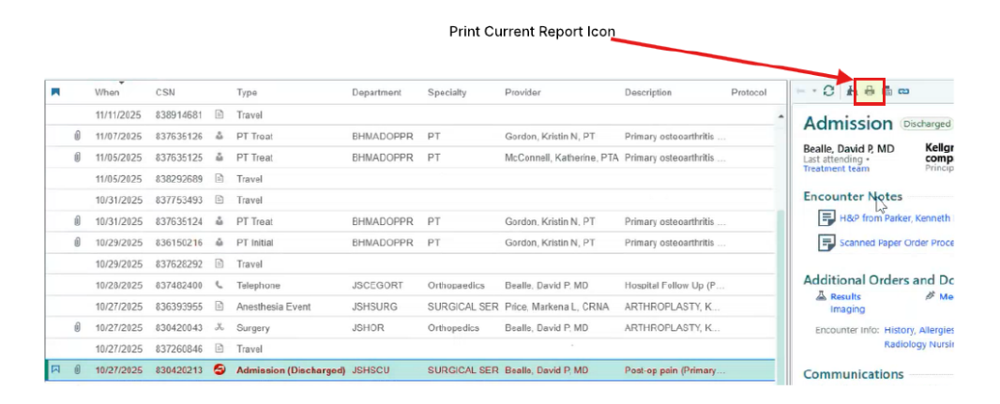 Print Current Report Icon
When CSN Type Department Specialty Provider Description Protocol
11/11/2025 838914681 Travel
11/07/2025 837635126 PT Treat BHMADOPPR PT Gordon, Kristin N, PT Primary osteoarthritis ...
11/05/2025 837635125 PT Treat BHMADOPPR PT McConnell, Katherine, PTA Primary osteoarthritis ...
11/05/2025 838292689 Travel
10/31/2025 837753493 Travel
10/31/2025 837635124 PT Treat BHMADOPPR PT Gordon, Kristin N, PT Primary osteoarthritis ...
10/29/2025 836150216 PT Initial BHMADOPPR PT Gordon, Kristin N, PT Primary osteoarthritis ...
10/29/2025 837628292 Travel
10/28/2025 837402400 Telephone JSCEGORT Orthopaedics Bealle, David P, MD Hospital Follow Up (P...
10/27/2025 836393955 Anesthesia Event JSHSURG SURGICAL SER Price, Markena L, CRNA ARTHROPLASTY, K...
10/27/2025 830420043 Surgery JSHOR Orthopedics Bealle, David P, MD ARTHROPLASTY, K...
10/27/2025 837260846 Travel
10/27/2025 830420213 Admission (Discharged) JSHSCU SURGICAL SER Bealle, David P, MD Post-op pain (Primary...
Admission Discharged
Bealle, David P, MD Kellgr
Last attending • comp
Treatment team Princip
Encounter Notes
H&P from Parker, Kenneth
Scanned Paper Order Proce
Additional Orders and Do
Results Me
Imaging
Encounter Info: History, Allergies
Radiology Nursin
Communications